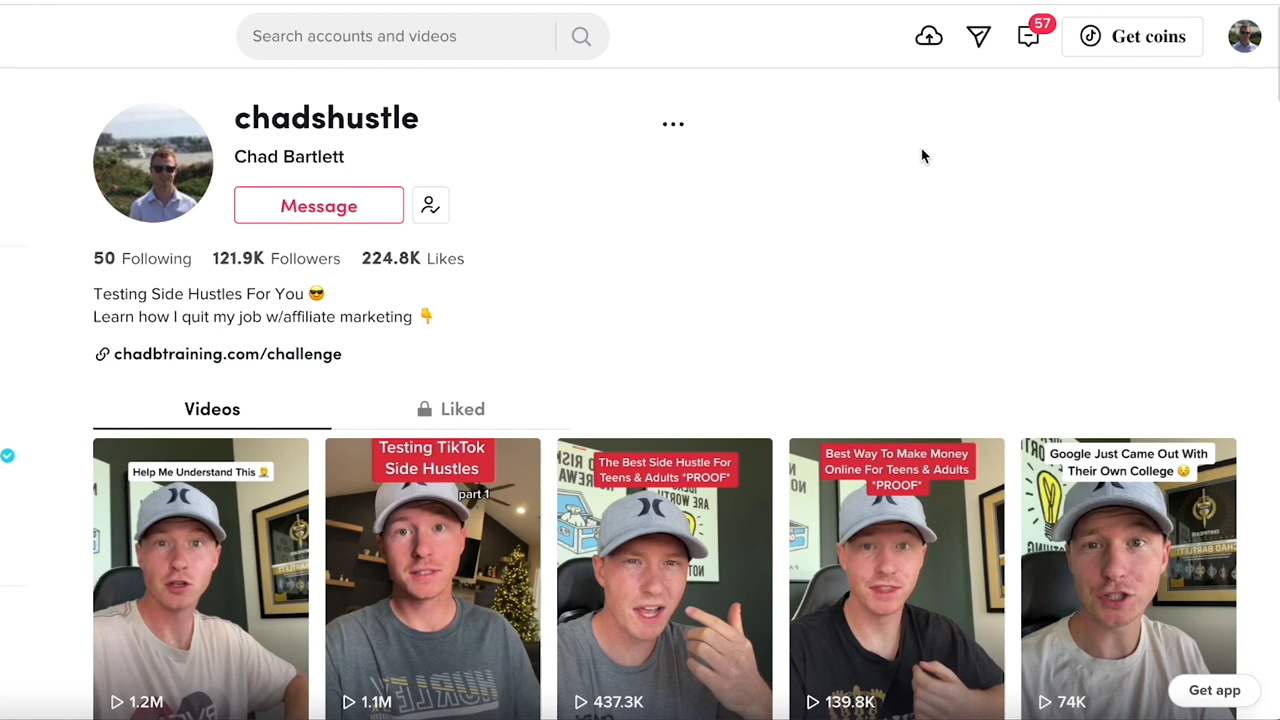 Search accounts and videos
57
Get coins
chadshustle
Chad Bartlett
Message
50 Following 121.9K Followers 224.8K Likes
Testing Side Hustles For You 😎
Learn how I quit my job w/affiliate marketing 👇
chadbtraining.com/challenge
Videos
Liked
Help Me Understand This 🤦
1.2M
Testing TikTok
Side Hustles
part 1
1.1M
The Best Side Hustle For
Teens & Adults *PROOF*
437.3K
Best Way To Make Money
Online For Teens & Adults
*PROOF*
139.8K
Google Just Came Out With
Their Own College 😔
CHAD BARTLETT
74K
Get app